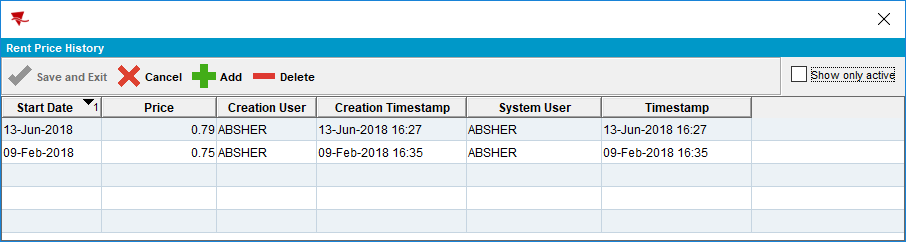 Rent Price History
Save and Exit Cancel Add Delete Show only active
Start Date 1 Price Creation User Creation Timestamp System User Timestamp
13-Jun-2018 0.79 ABSHER 13-Jun-2018 16:27 ABSHER 13-Jun-2018 16:27
09-Feb-2018 0.75 ABSHER 09-Feb-2018 16:35 ABSHER 09-Feb-2018 16:35